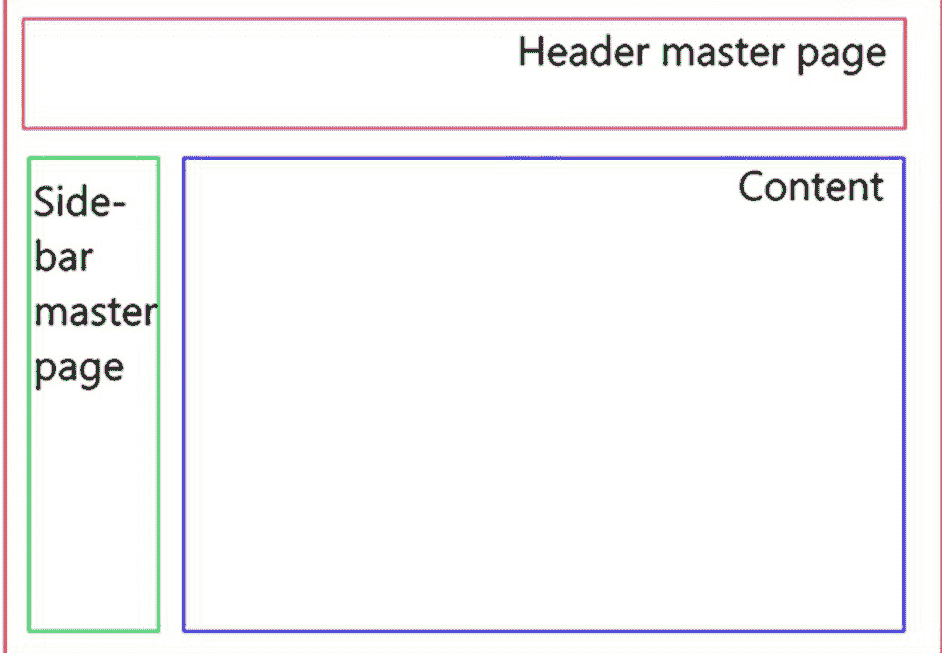 Header master page
Content
Side-
bar
master
page